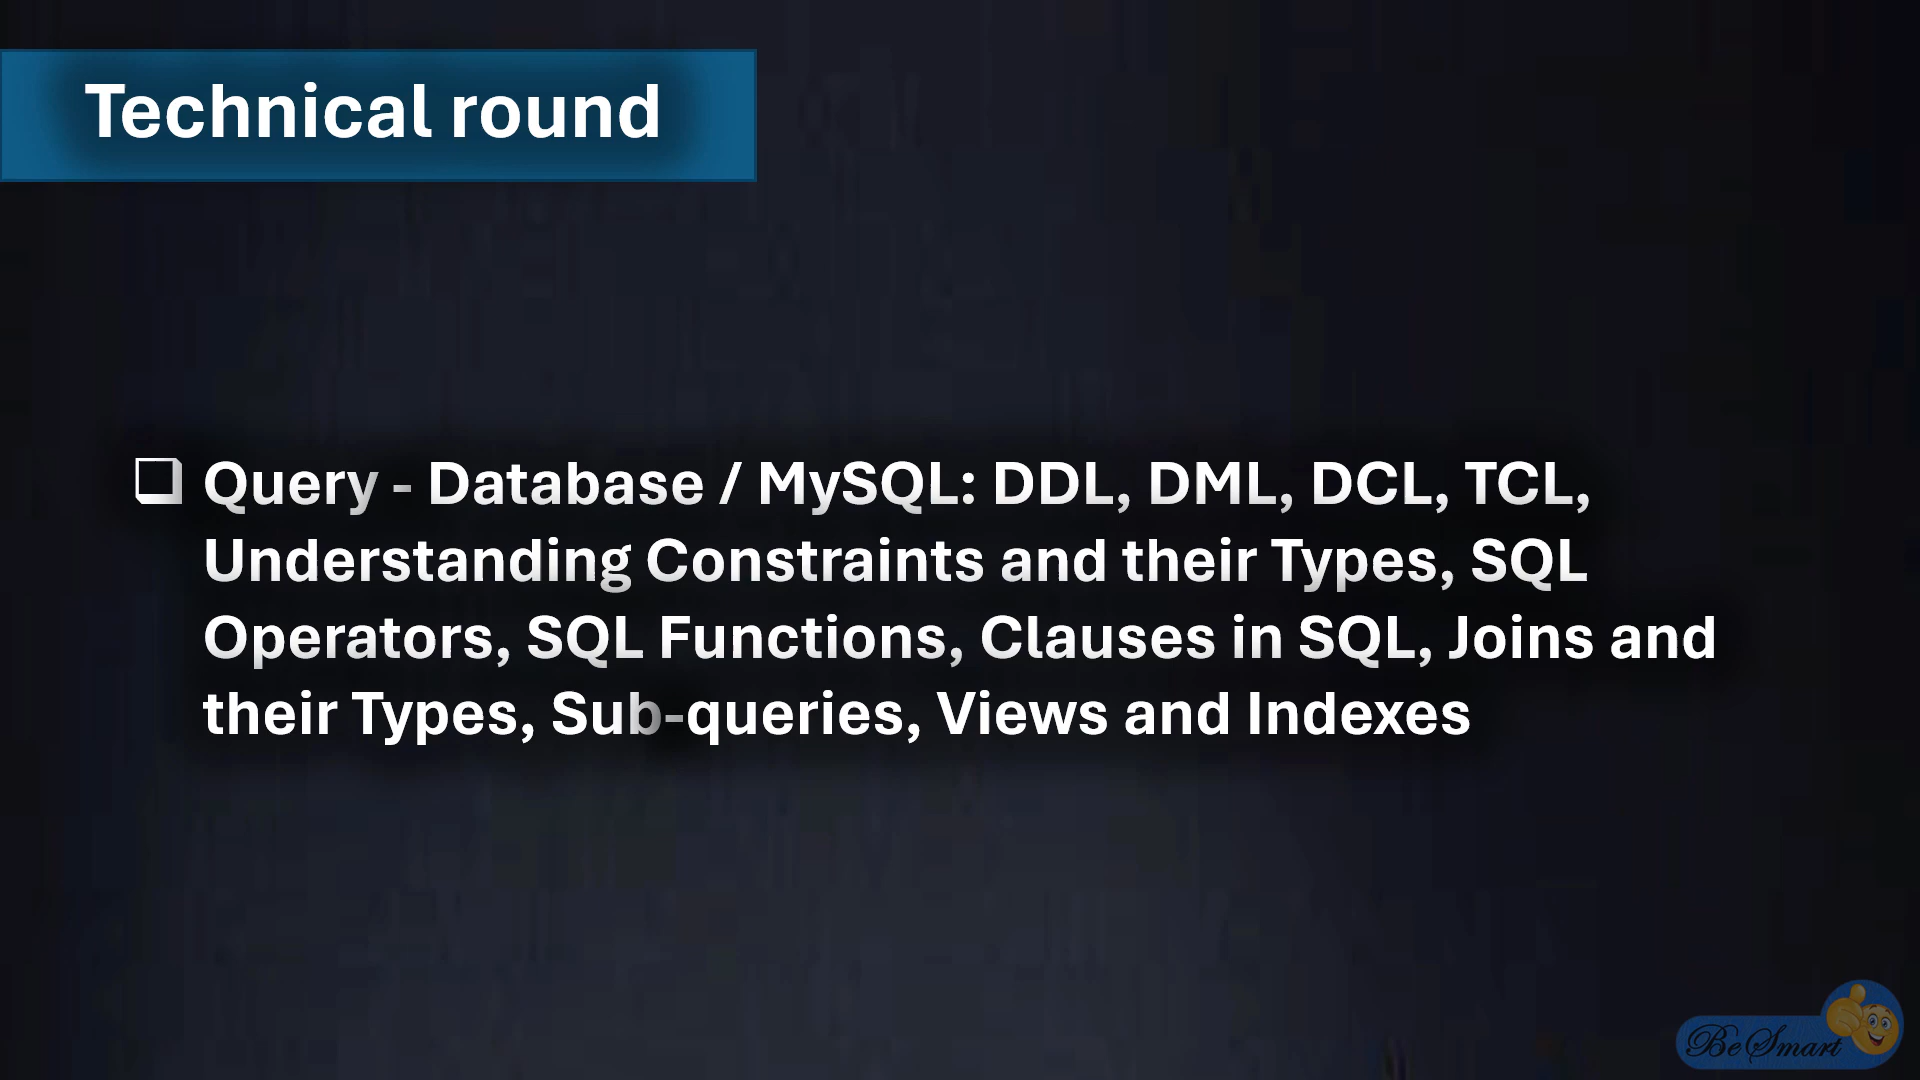 Technical round
Query - Database / MySQL: DDL, DML, DCL, TCL,
Understanding Constraints and their Types, SQL
Operators, SQL Functions, Clauses in SQL, Joins and
their Types, Sub-queries, Views and Indexes
BeSmart